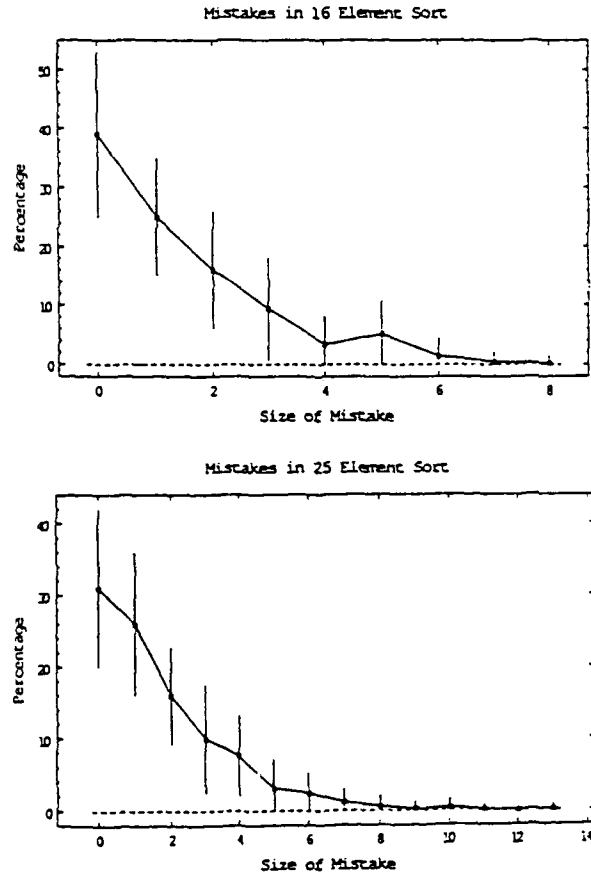 Mistakes in 16 Element Sort
50
40
30
20
10
0
Percentage
0 2 4 6 8
Size of Mistake
Mistakes in 25 Element Sort
40
30
20
10
0
Percentage
0 2 4 6 8 10 12 14
Size of Mistake